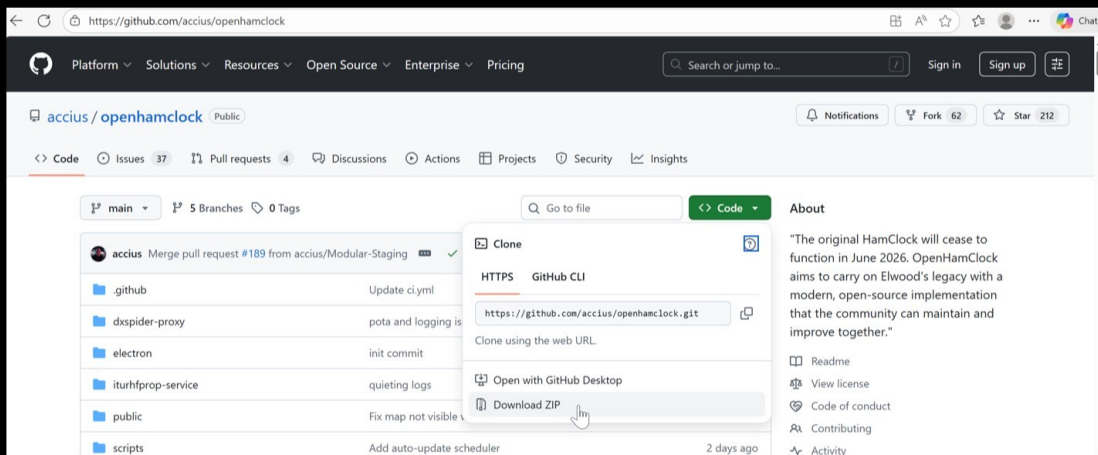 https://github.com/accius/openhamclock
Chat
Platform Solutions Resources Open Source Enterprise Pricing Search or jump to... / Sign in Sign up
accius / openhamclock Public Notifications Fork 62 Star 212
Code Issues 37 Pull requests 4 Discussions Actions Projects Security Insights
main 5 Branches 0 Tags Go to file Code About
Clone
accius Merge pull request #189 from accius/Modular-Staging
HTTPS GitHub CLI
.github Update ci.yml
https://github.com/accius/openhamclock.git
dxspider-proxy pota and logging is
Clone using the web URL.
electron init commit
Open with GitHub Desktop
iturhfprop-service quieting logs
Download ZIP
public Fix map not visible
scripts Add auto-update scheduler 2 days ago
"The original HamClock will cease to
function in June 2026. OpenHamClock
aims to carry on Elwood's legacy with a
modern, open-source implementation
that the community can maintain and
improve together."
Readme
View license
Code of conduct
Contributing
Activity